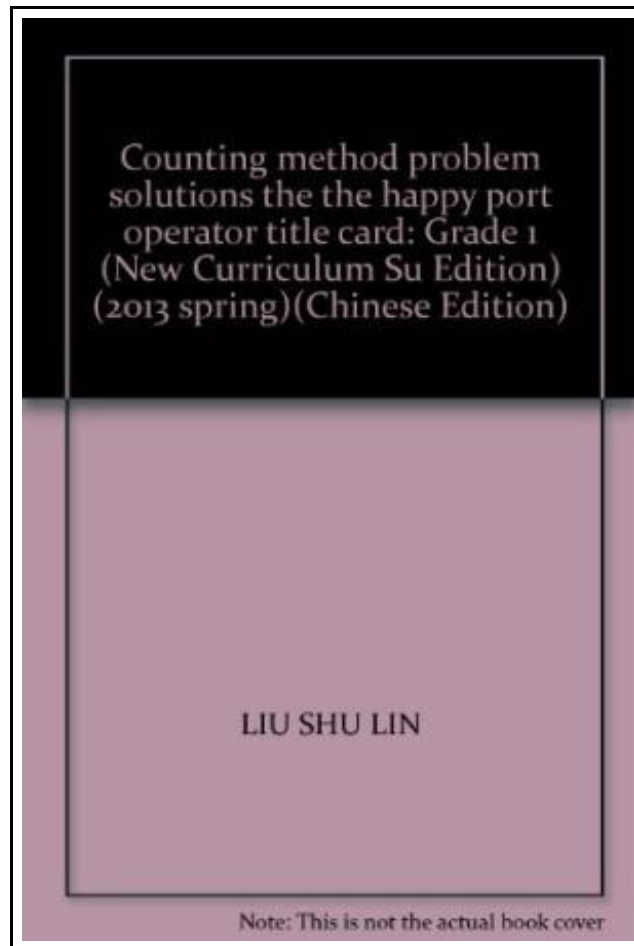 Counting method problem
solutions the the happy port
operator title card: Grade 1
(New Curriculum Su Edition)
(2013 spring)(Chinese Edition)
LIU SHU LIN
Note: This is not the actual book cover